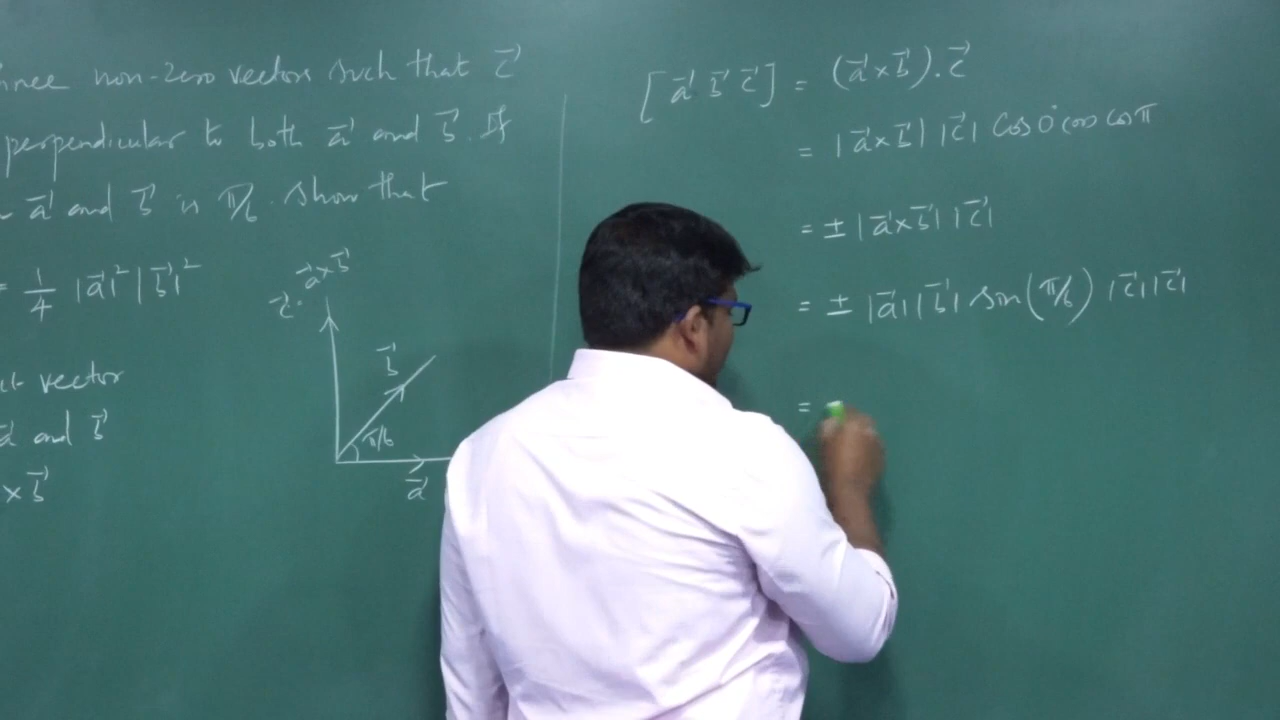 non-zero vectors such that c⃗
perpendicular to both a⃗ and b⃗. If
a⃗ and b⃗ is π/6. show that
= 1/4 |a⃗|² |b⃗|²
vector
a⃗ and b⃗
× b⃗
c⃗. a⃗×b⃗
b⃗
π/6
a⃗
[a⃗ b⃗ c⃗] = (a⃗×b⃗).c⃗
= |a⃗×b⃗| |c⃗| cos 0 (or) cos π
= ± |a⃗×b⃗| |c⃗|
= ± |a⃗||b⃗| sin(π/6) |c⃗||c⃗|
=